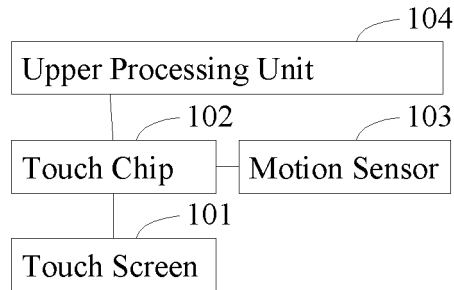 104
Upper Processing Unit
102
103
Touch Chip
Motion Sensor
101
Touch Screen